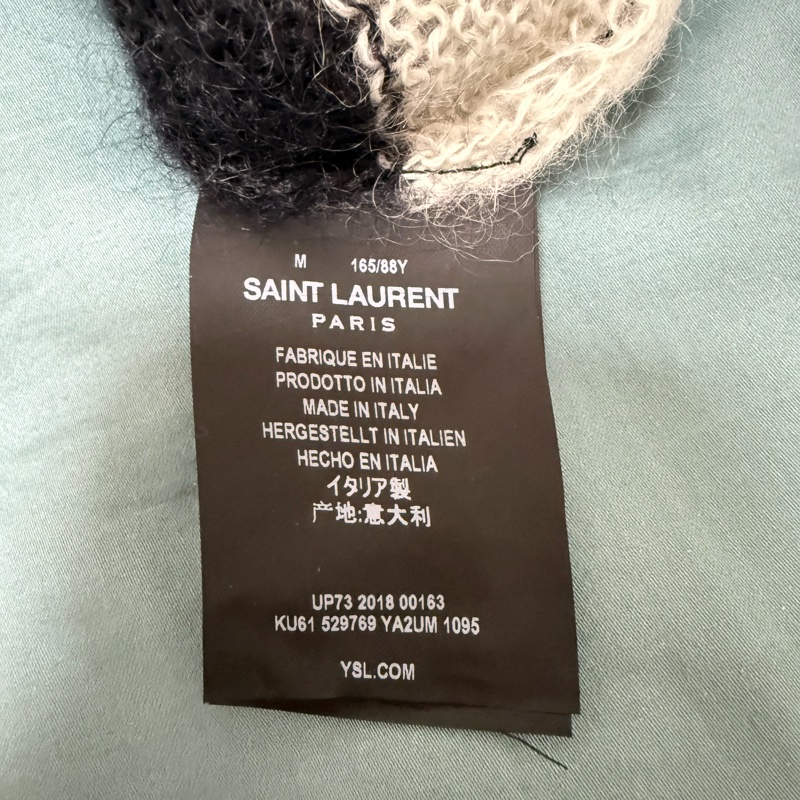 M 165/88Y
SAINT LAURENT
PARIS
FABRIQUE EN ITALIE
PRODOTTO IN ITALIA
MADE IN ITALY
HERGESTELLT IN ITALIEN
HECHO EN ITALIA
イタリア製
产地:意大利
UP73 2018 00163
KU61 529769 YA2UM 1095
YSL.COM